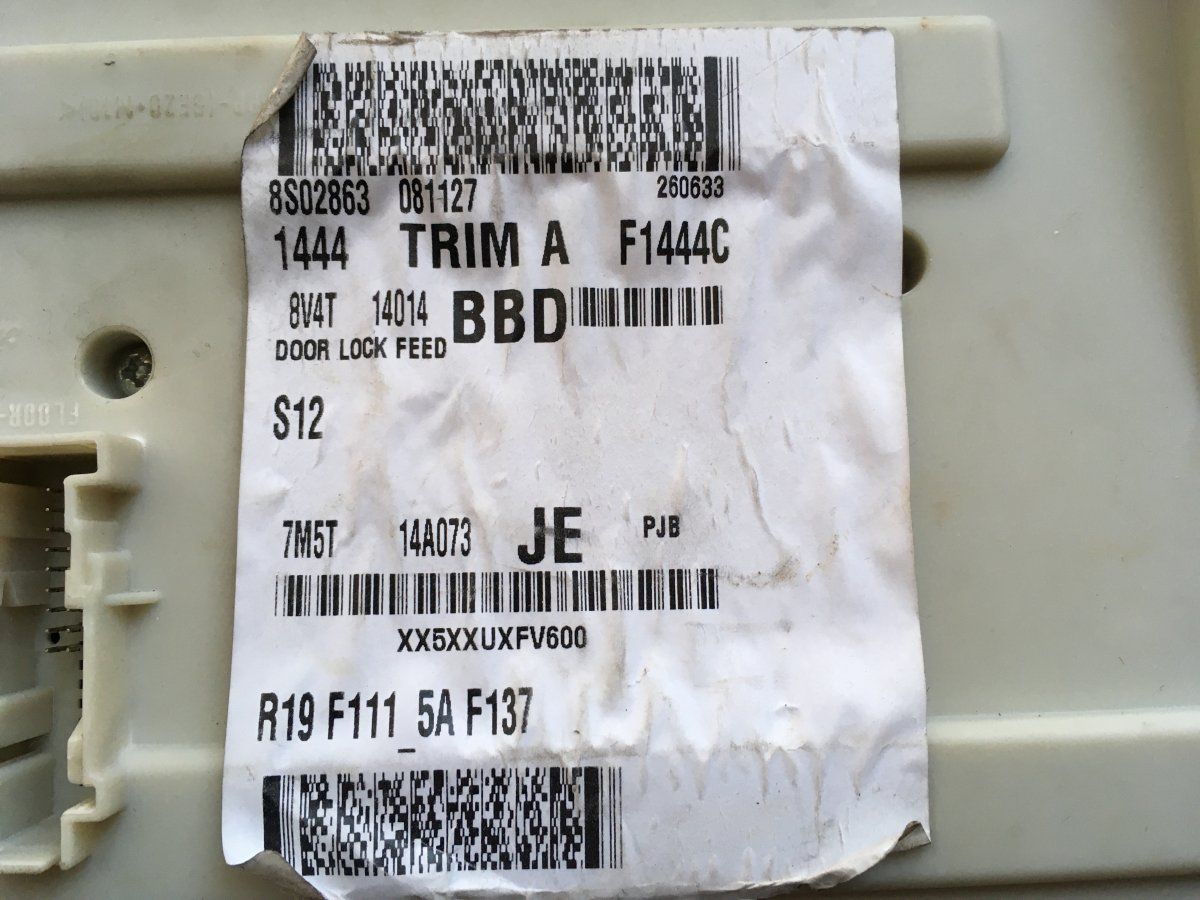 8S02863 081127 260633
1444 TRIM A F1444C
8V4T 14014 BBD
DOOR LOCK FEED
S12
FLOOR-
7M5T 14A073 JE PJB
XX5XXUXFV600
R19 F111_5A F137